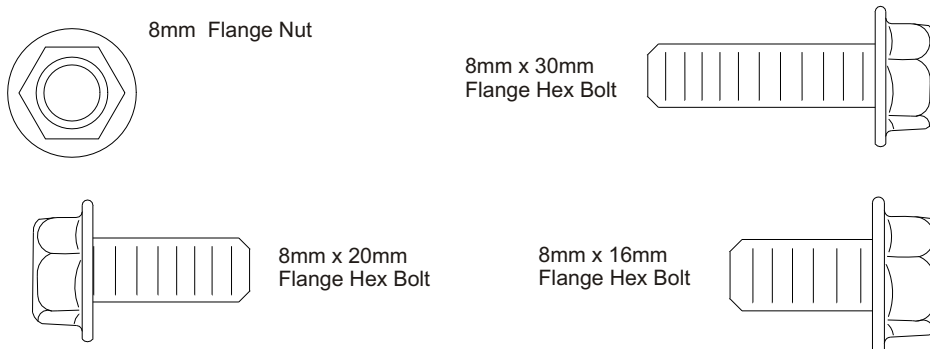 8mm  Flange Nut
8mm x 30mm
Flange Hex Bolt
8mm x 20mm
Flange Hex Bolt
8mm x 16mm
Flange Hex Bolt